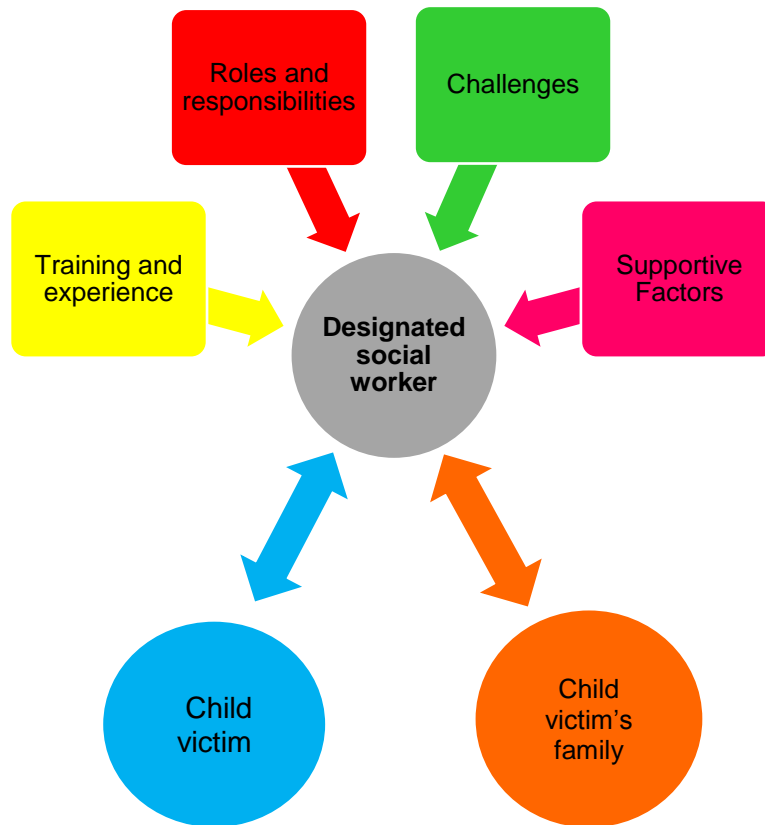 Roles and
responsibilities
Challenges
Training and
experience
Supportive
Factors
Designated
social
worker
Child
victim
Child
victim's
family